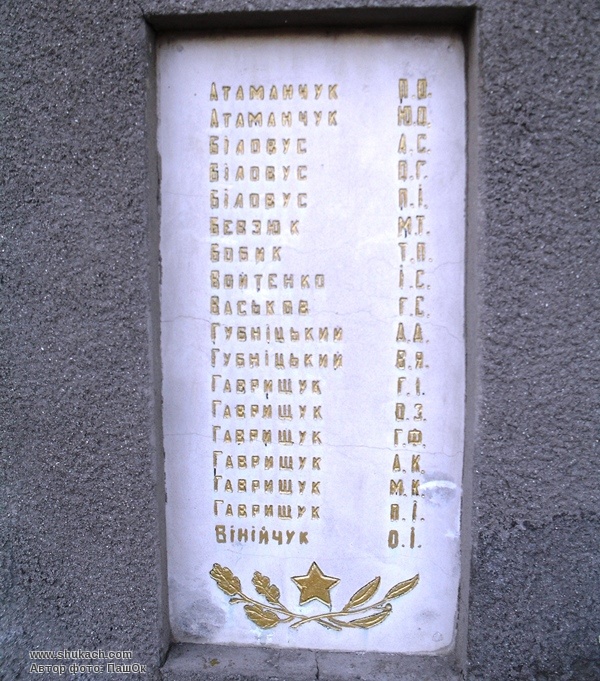 АТАМАНЧУК О.О.
АТАМАНЧУК Ю.О.
БІЛОВУС А.С.
БІЛОВУС О.Г.
БІЛОВУС П.І.
БЕВЗЮК М.Т.
БОБИК Т.П.
ВОЙТЕНКО І.С.
ВАСЬКОВ Г.Є.
ГУБНІЦЬКИЙ А.А.
ГУБНІЦЬКИЙ В.Я.
ГАВРИЩУК Г.І.
ГАВРИЩУК О.З.
ГАВРИЩУК Г.Ф.
ГАВРИЩУК А.К.
ГАВРИЩУК М.К.
ГАВРИЩУК П.І.
ВІНІЙЧУК О.І.
www.shukach.com
Автор фото: ПашОк